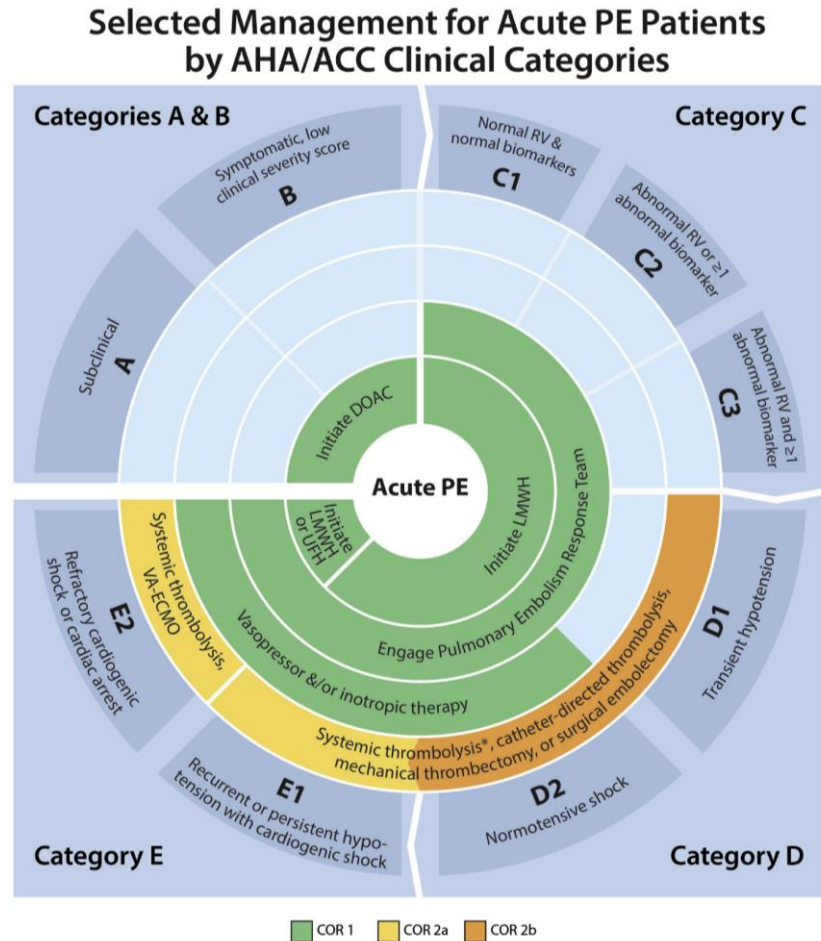 Selected Management for Acute PE Patients
by AHA/ACC Clinical Categories
Categories A & B
Category C
Subclinical
A
Symptomatic, low
clinical severity score
B
Normal RV &
normal biomarkers
C1
Abnormal RV or ≥1
abnormal biomarker
C2
Abnormal RV and ≥1
abnormal biomarker
C3
Initiate DOAC
Acute PE
Initiate
LMWH
or UFH
Initiate LMWH
Engage Pulmonary Embolism Response Team
Vasopressor &/or inotropic therapy
Systemic thrombolysis,
VA-ECMO
Systemic thrombolysis*, catheter-directed thrombolysis,
mechanical thrombectomy, or surgical embolectomy
E2
Refractory cardiogenic
shock or cardiac arrest
E1
Recurrent or persistent hypo-
tension with cardiogenic shock
D2
Normotensive shock
D1
Transient hypotension
Category E
Category D
COR 1 COR 2a COR 2b